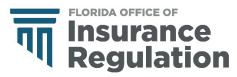 FLORIDA OFFICE OF
Insurance
Regulation